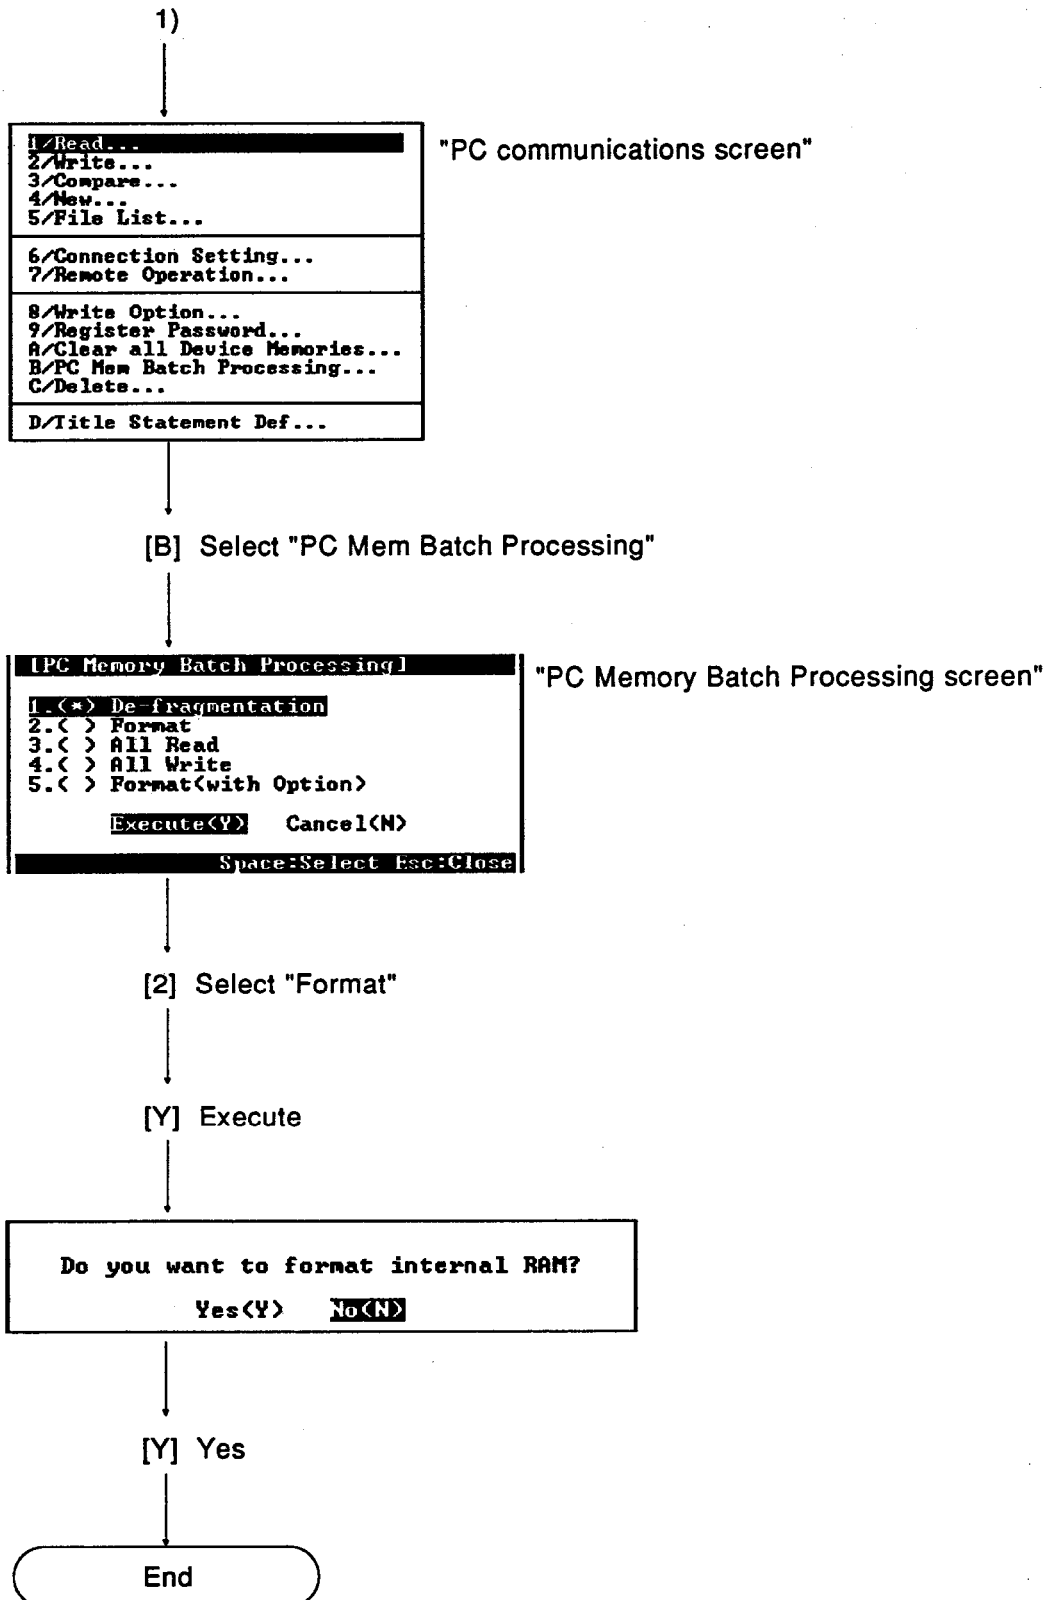 1)
1/Read...
2/Write...
3/Compare...
4/New...
5/File List...
"PC communications screen"
6/Connection Setting...
7/Remote Operation...
8/Write Option...
9/Register Password...
A/Clear all Device Memories...
B/PC Mem Batch Processing...
C/Delete...
D/Title Statement Def...
[B] Select "PC Mem Batch Processing"
[PC Memory Batch Processing]
"PC Memory Batch Processing screen"
1.(*) De-fragmentation
2.( ) Format
3.( ) All Read
4.( ) All Write
5.( ) Format(with Option)
Execute(Y) Cancel(N)
Space:Select Esc:Close
[2] Select "Format"
[Y] Execute
Do you want to format internal RAM?
Yes(Y) No(N)
[Y] Yes
End